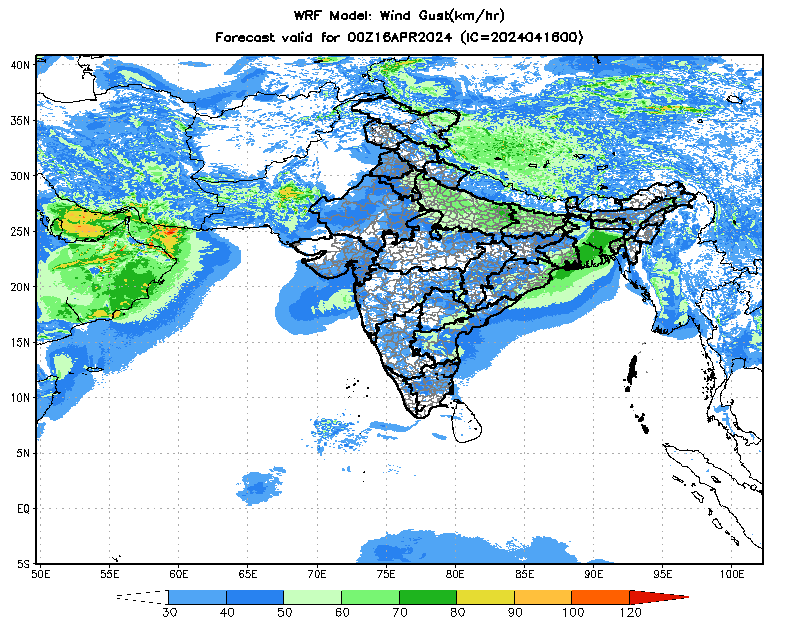 WRF Model: Wind Gust(km/hr)
Forecast valid for 00Z16APR2024 (IC=2024041600)
40N
35N
30N
25N
20N
15N
10N
5N
EQ
5S
50E 55E 60E 65E 70E 75E 80E 85E 90E 95E 100E
30 40 50 60 70 80 90 100 120